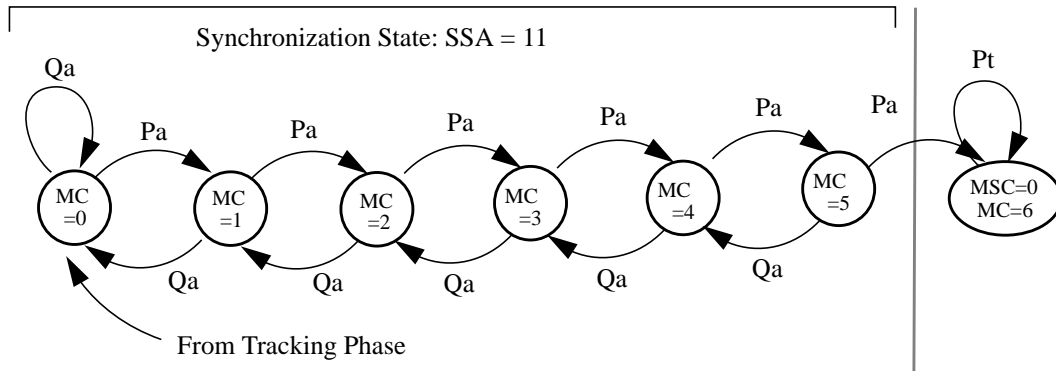 Synchronization State: SSA = 11
Qa
Pt
Pa
Pa
Pa
Pa
Pa
Pa
MC
=0
MC
=1
MC
=2
MC
=3
MC
=4
MC
=5
MSC=0
MC=6
Qa
Qa
Qa
Qa
Qa
From Tracking Phase